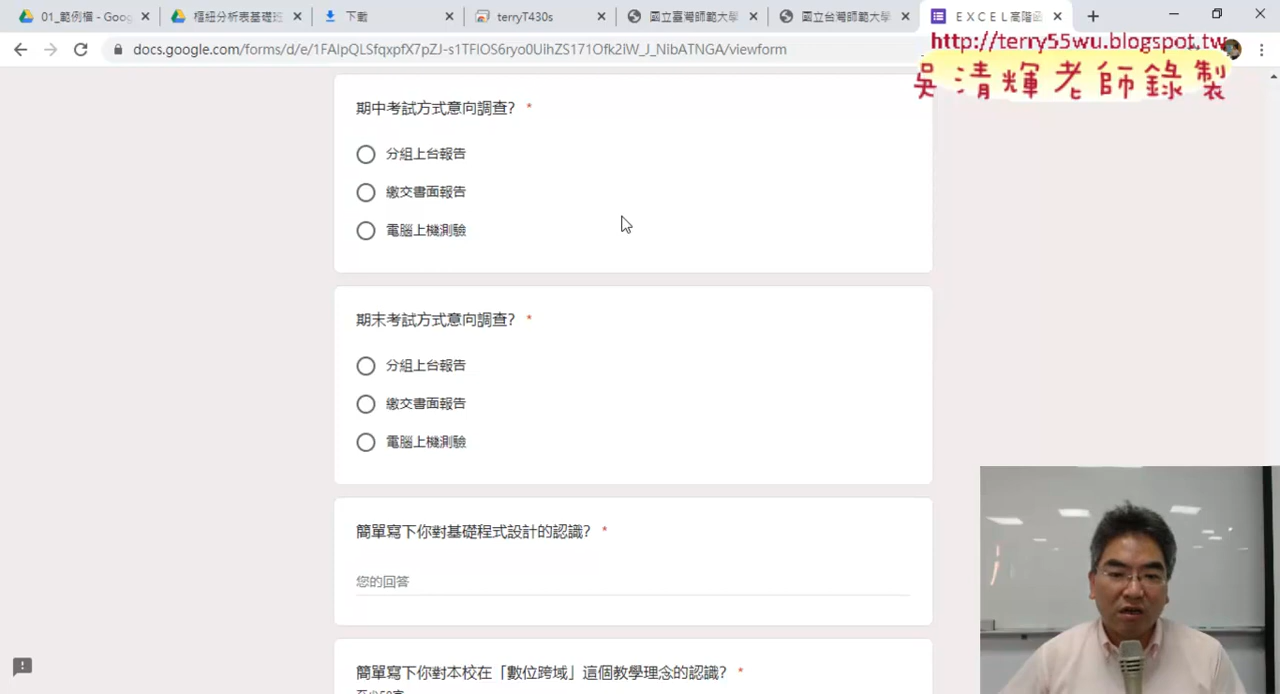 01_範例檔 - Goog
樞紐分析表基礎班
下載
terryT430s
國立臺灣師範大學
國立台灣師範大學
ＥＸＣＥＬ高階函
docs.google.com/forms/d/e/1FAIpQLSfqxpfX7pZJ-s1TFlOS6ryo0UihZS171Ofk2IW_J_NibATNGA/viewform
http://terry55wu.blogspot.tw
吳清輝老師錄製
期中考試方式意向調查? *
分組上台報告
繳交書面報告
電腦上機測驗
期末考試方式意向調查? *
分組上台報告
繳交書面報告
電腦上機測驗
簡單寫下你對基礎程式設計的認識? *
您的回答
簡單寫下你對本校在「數位跨域」這個教學理念的認識? *
至少50字